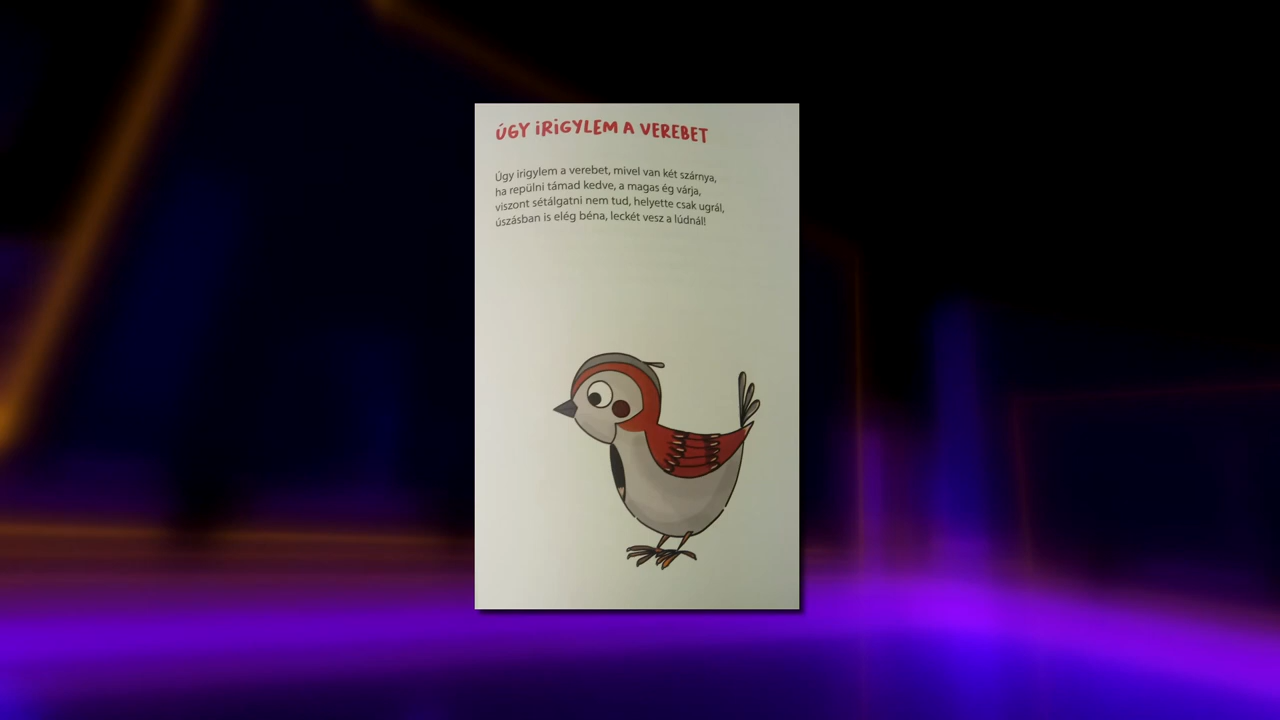 ÚGY iRiGYLEM A VEREBET
Úgy irigylem a verebet, mivel van két szárnya,
ha repülni támad kedve, a magas ég várja,
viszont sétálgatni nem tud, helyette csak ugrál,
úszásban is elég béna, leckét vesz a lúdnál!